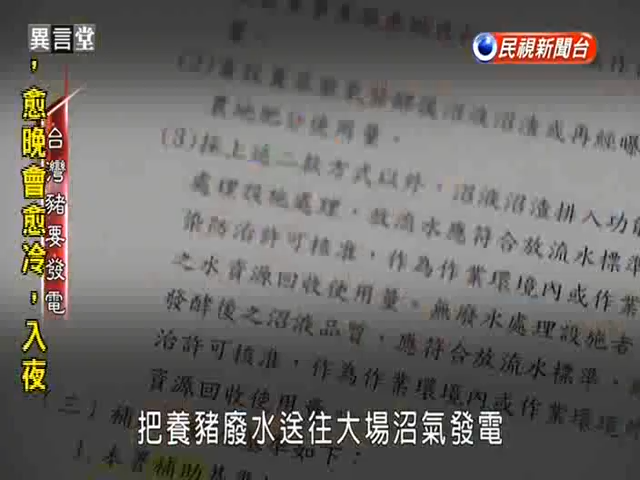 異言堂
民視新聞台
，愈晚會愈冷，入夜
台灣豬要發電
農地肥分使用量。
(3)採上述二款方式以外，沼液沼渣排入功能
處理設施處理，放流水應符合放流水標準
染防治許可核准，作為作業環境內或作業
之水資源回收使用量。無廢水處理設施者
發酵後之沼液品質，應符合放流水標準，
治許可核准，作為作業環境內或作業環境
資源回收使用
把養豬廢水送往大場沼氣發電